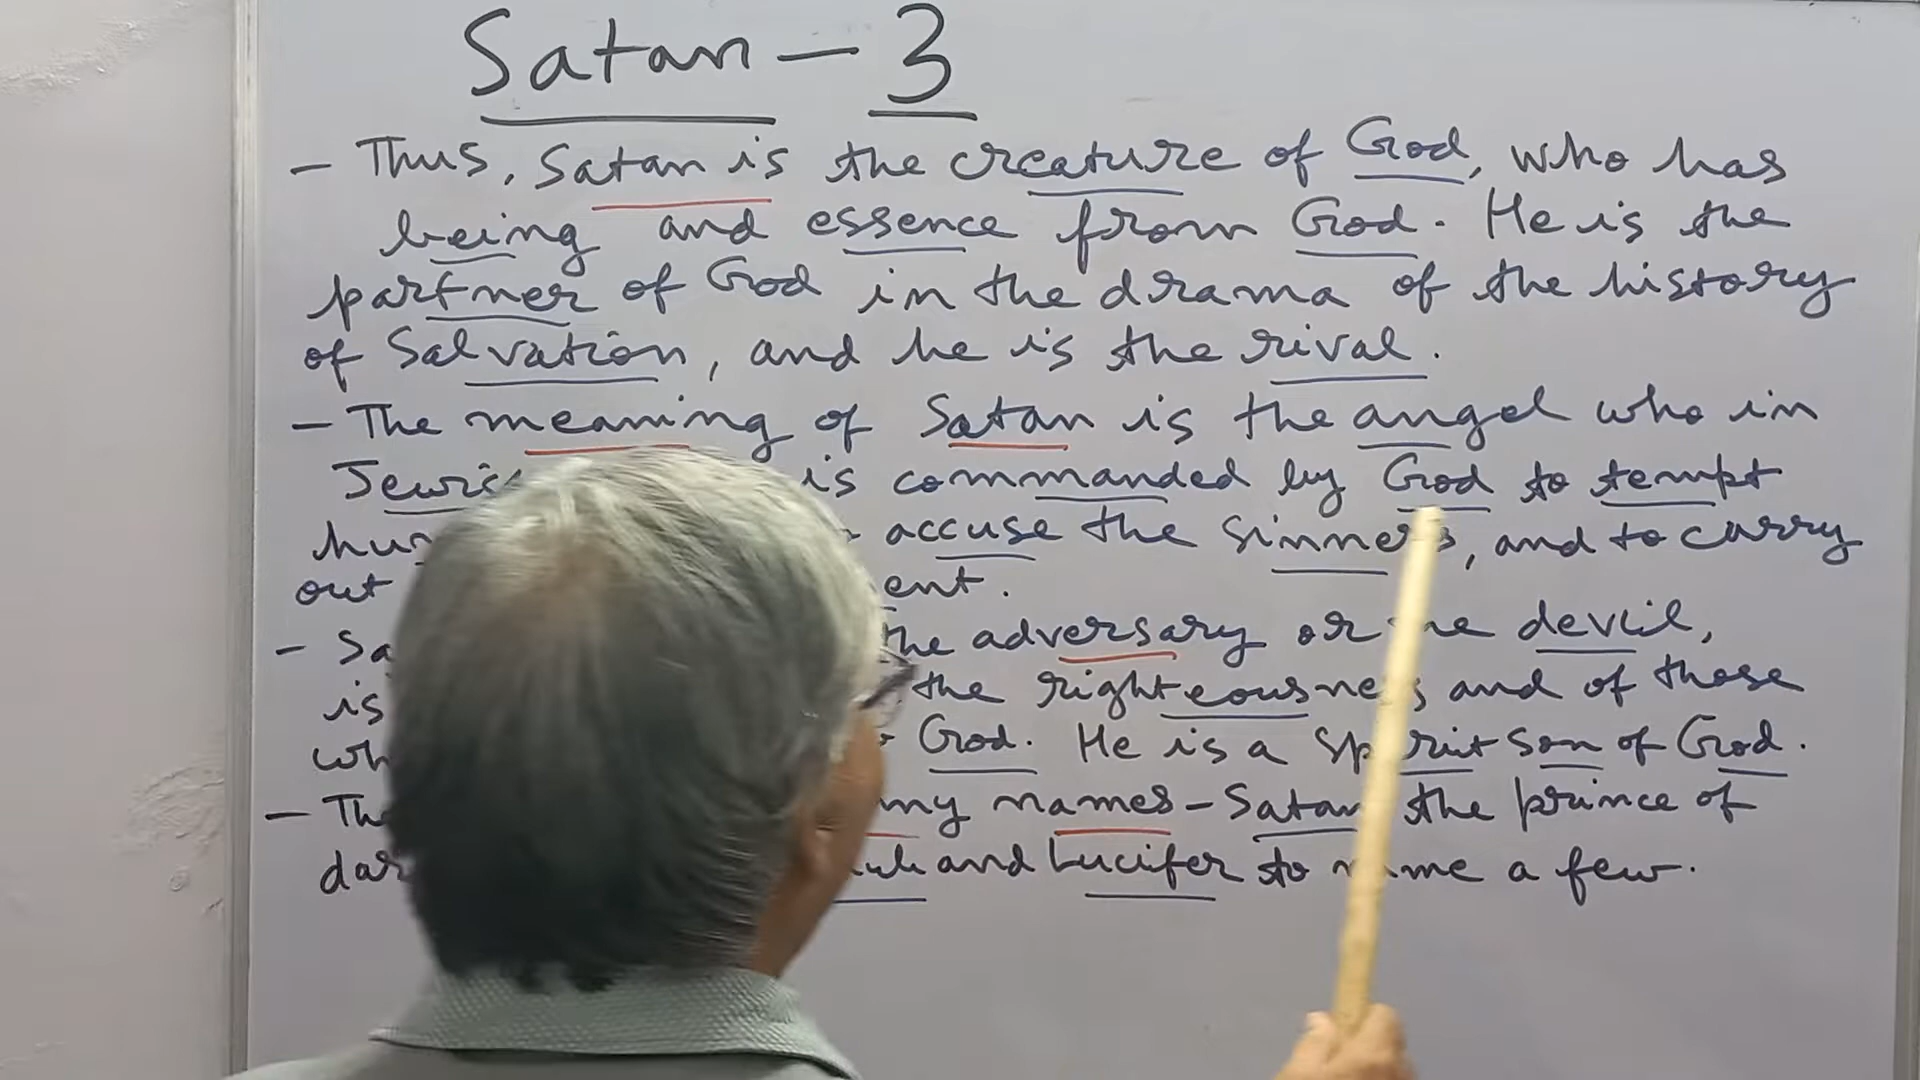 Satan - 3
- Thus, Satan is the creature of God, who has
being and essence from God. He is the
partner of God in the drama of the history
of Salvation, and he is the rival.
- The meaning of Satan is the angel who in
is commanded by God to tempt
accuse the sinners, and to carry
out
the adversary or devil,
is the righteousness and of those
God. He is a spirit son of God.
- names - Satan the prince of
and Lucifer to name a few.